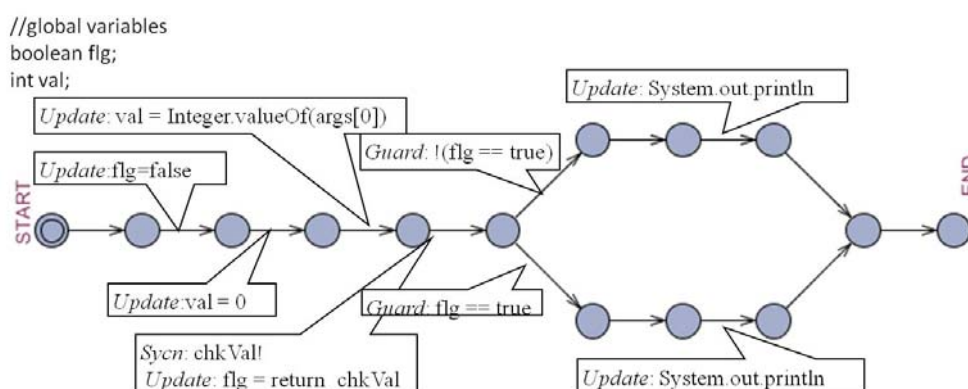 //global variables
boolean flg;
int val;
Update: System.out.println
Update: val = Integer.valueOf(args[0])
Guard: !(flg == true)
Update:flg=false
START
END
Update:val = 0
Guard: flg == true
Sycn: chkVal!
Update: flg = return_chkVal
Update: System.out.println